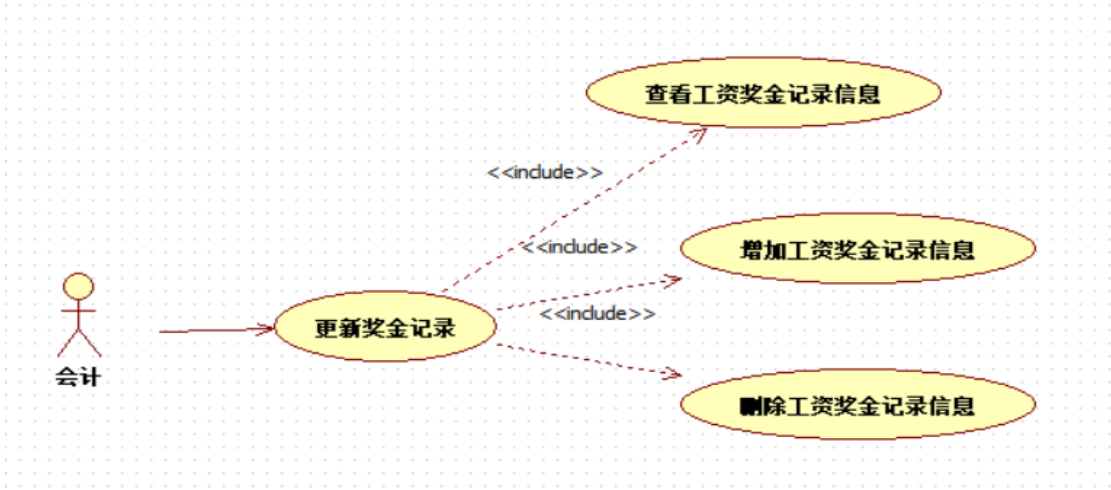 查看工资奖金记录信息
<<include>>
<<include>>
增加工资奖金记录信息
<<include>>
更新奖金记录
会计
删除工资奖金记录信息